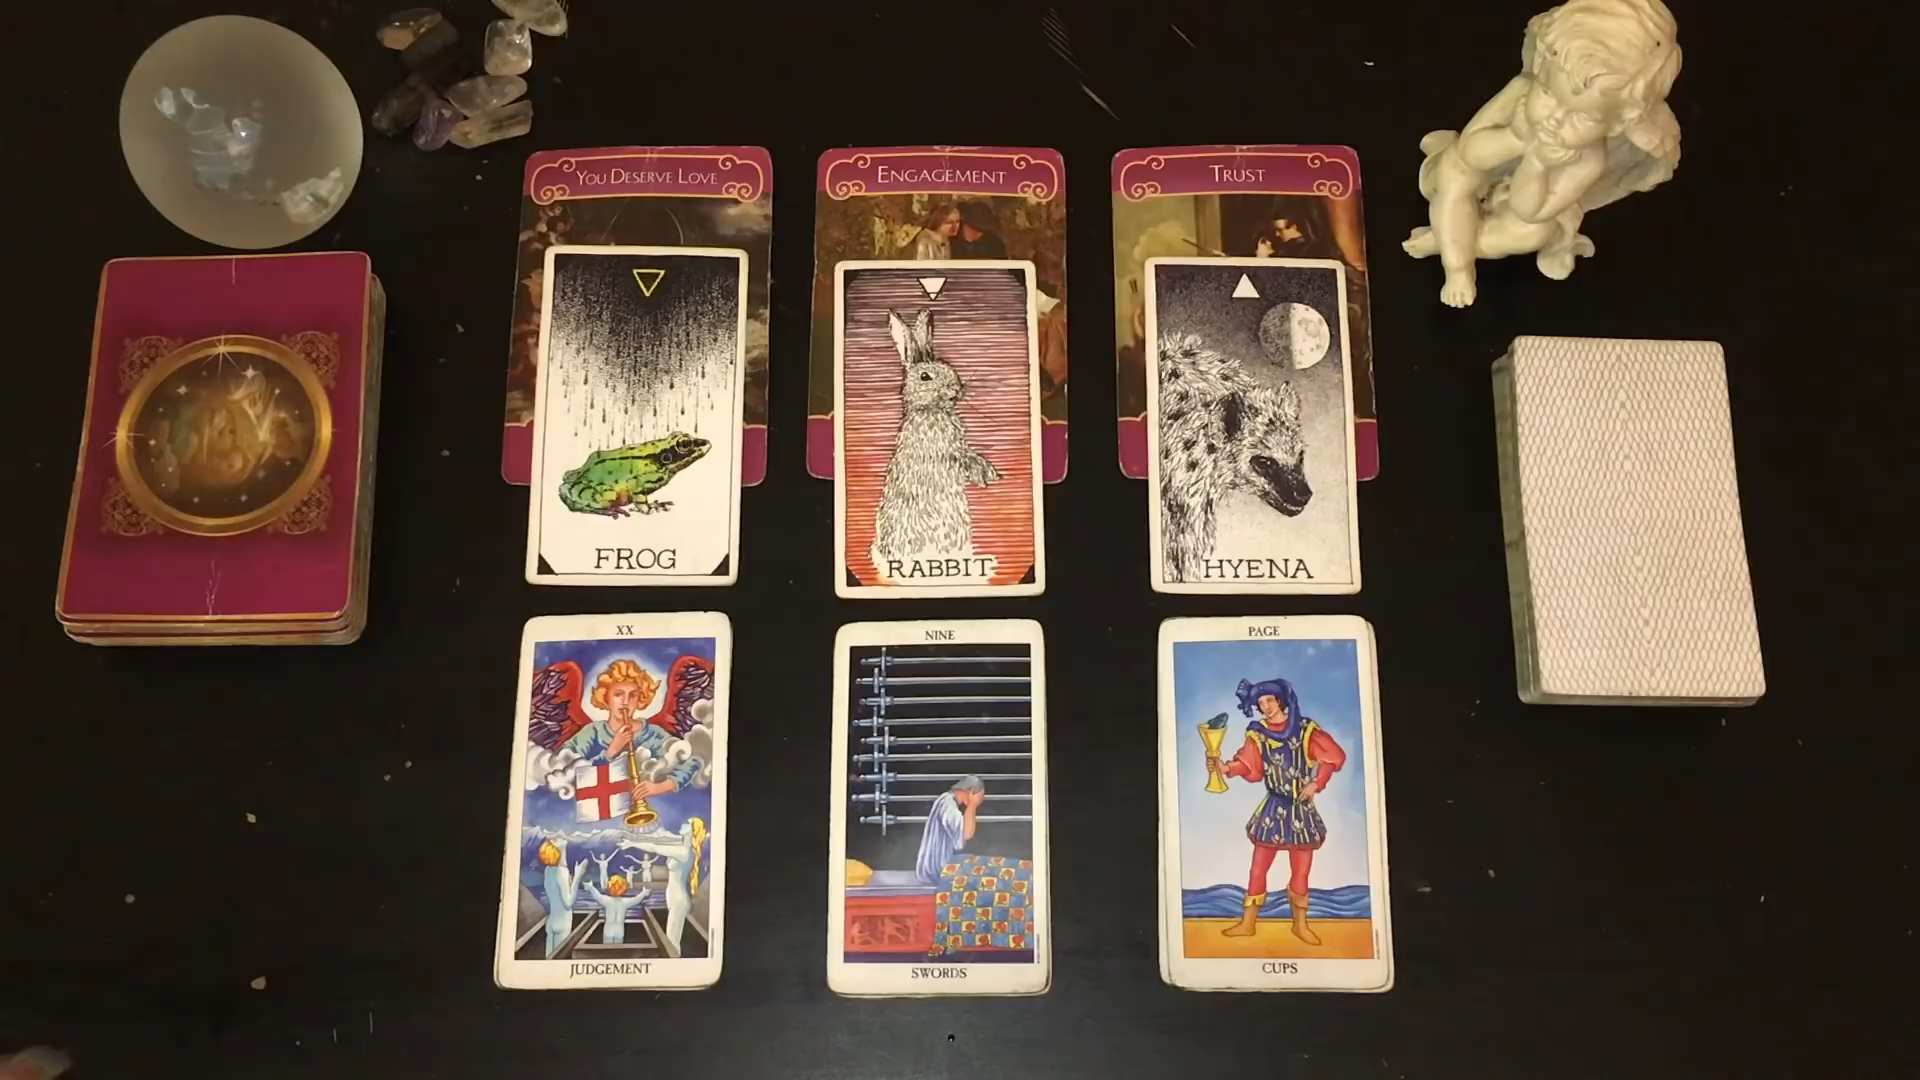 You Deserve Love
Engagement
Trust
FROG
RABBIT
HYENA
XX
JUDGEMENT
NINE
SWORDS
PAGE
CUPS